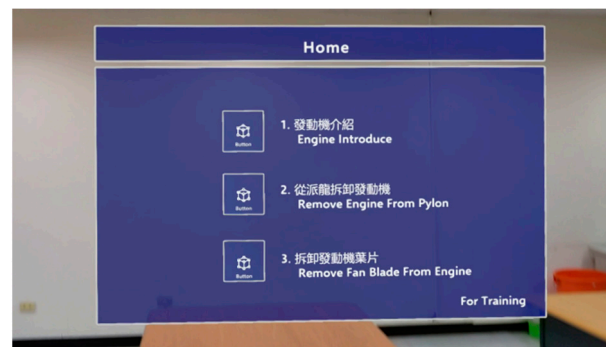 Home
Button
1. 發動機介紹
Engine Introduce
Button
2. 從派龍拆卸發動機
Remove Engine From Pylon
Button
3. 拆卸發動機葉片
Remove Fan Blade From Engine
For Training